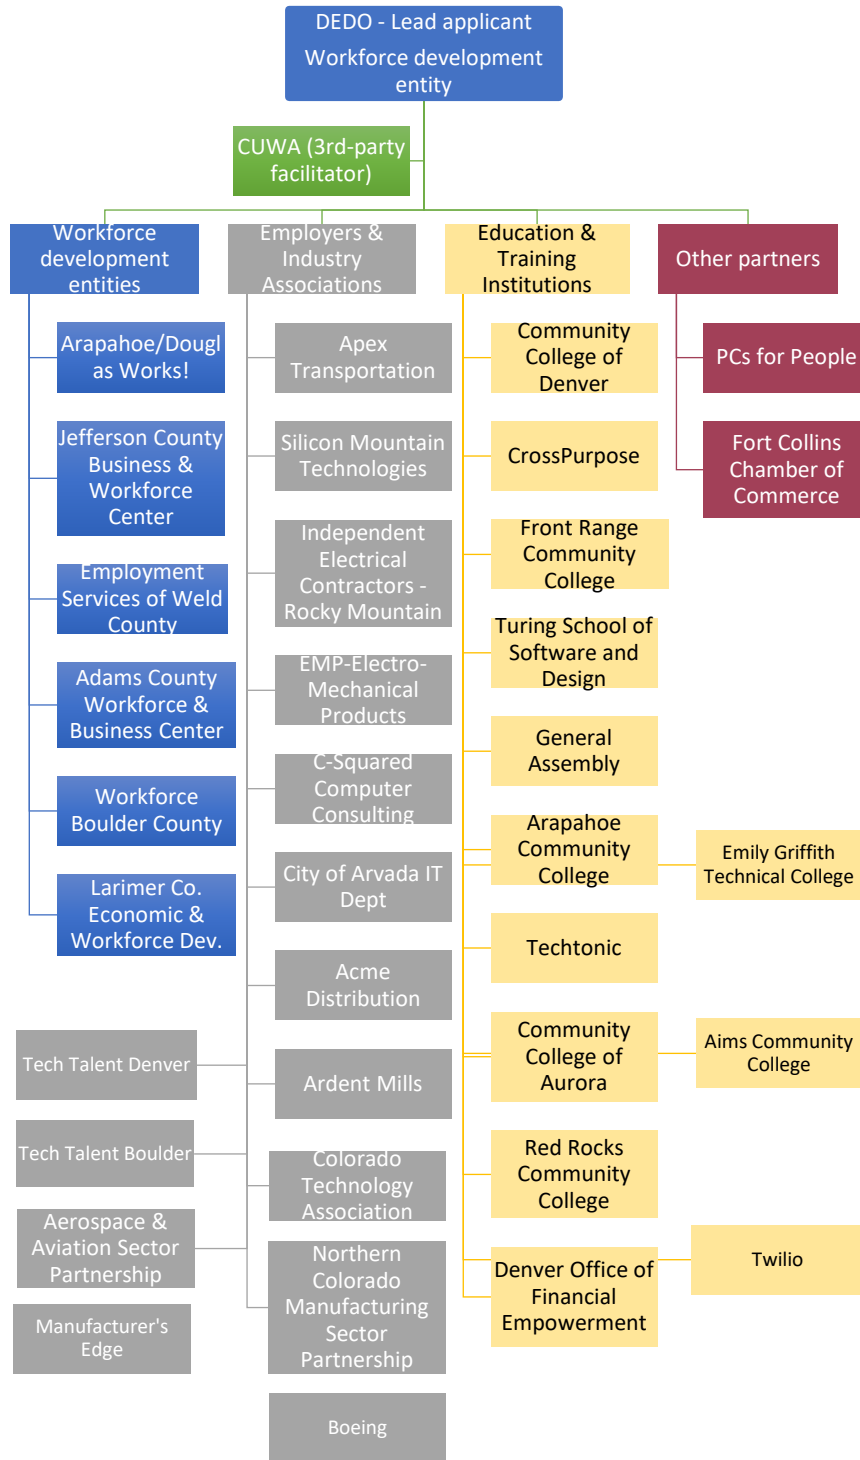 DEDO - Lead applicant
Workforce development
entity
CUWA (3rd-party
facilitator)
Workforce
development
entities
Arapahoe/Dougl
as Works!
Jefferson County
Business &
Workforce
Center
Employment
Services of Weld
County
Adams County
Workforce &
Business Center
Workforce
Boulder County
Larimer Co.
Economic &
Workforce Dev.
Employers &
Industry
Associations
Apex
Transportation
Silicon Mountain
Technologies
Independent
Electrical
Contractors -
Rocky Mountain
EMP-Electro-
Mechanical
Products
C-Squared
Computer
Consulting
City of Arvada IT
Dept
Acme
Distribution
Tech Talent Denver
Ardent Mills
Tech Talent Boulder
Colorado
Technology
Association
Aerospace &
Aviation Sector
Partnership
Northern
Colorado
Manufacturing
Sector
Partnership
Manufacturer's
Edge
Boeing
Education &
Training
Institutions
Community
College of
Denver
CrossPurpose
Front Range
Community
College
Turing School of
Software and
Design
General
Assembly
Arapahoe
Community
College
Emily Griffith
Technical College
Techtonic
Community
College of
Aurora
Aims Community
College
Red Rocks
Community
College
Denver Office of
Financial
Empowerment
Twilio
Other partners
PCs for People
Fort Collins
Chamber of
Commerce